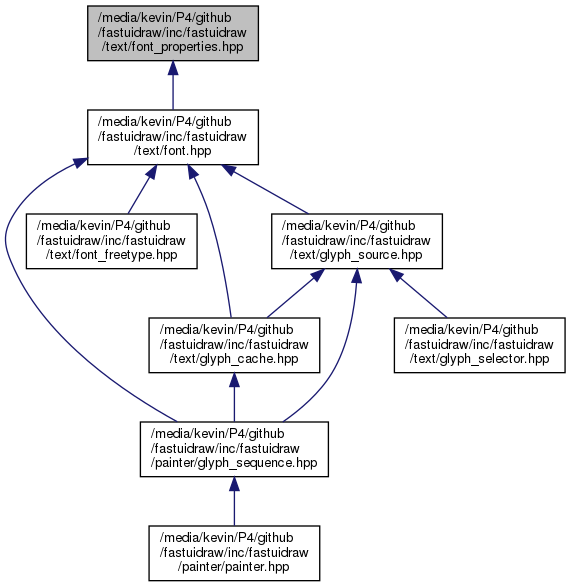 /media/kevin/P4/github
/fastuidraw/inc/fastuidraw
/text/font_properties.hpp
/media/kevin/P4/github
/fastuidraw/inc/fastuidraw
/text/font.hpp
/media/kevin/P4/github
/fastuidraw/inc/fastuidraw
/text/font_freetype.hpp
/media/kevin/P4/github
/fastuidraw/inc/fastuidraw
/text/glyph_source.hpp
/media/kevin/P4/github
/fastuidraw/inc/fastuidraw
/text/glyph_cache.hpp
/media/kevin/P4/github
/fastuidraw/inc/fastuidraw
/text/glyph_selector.hpp
/media/kevin/P4/github
/fastuidraw/inc/fastuidraw
/painter/glyph_sequence.hpp
/media/kevin/P4/github
/fastuidraw/inc/fastuidraw
/painter/painter.hpp